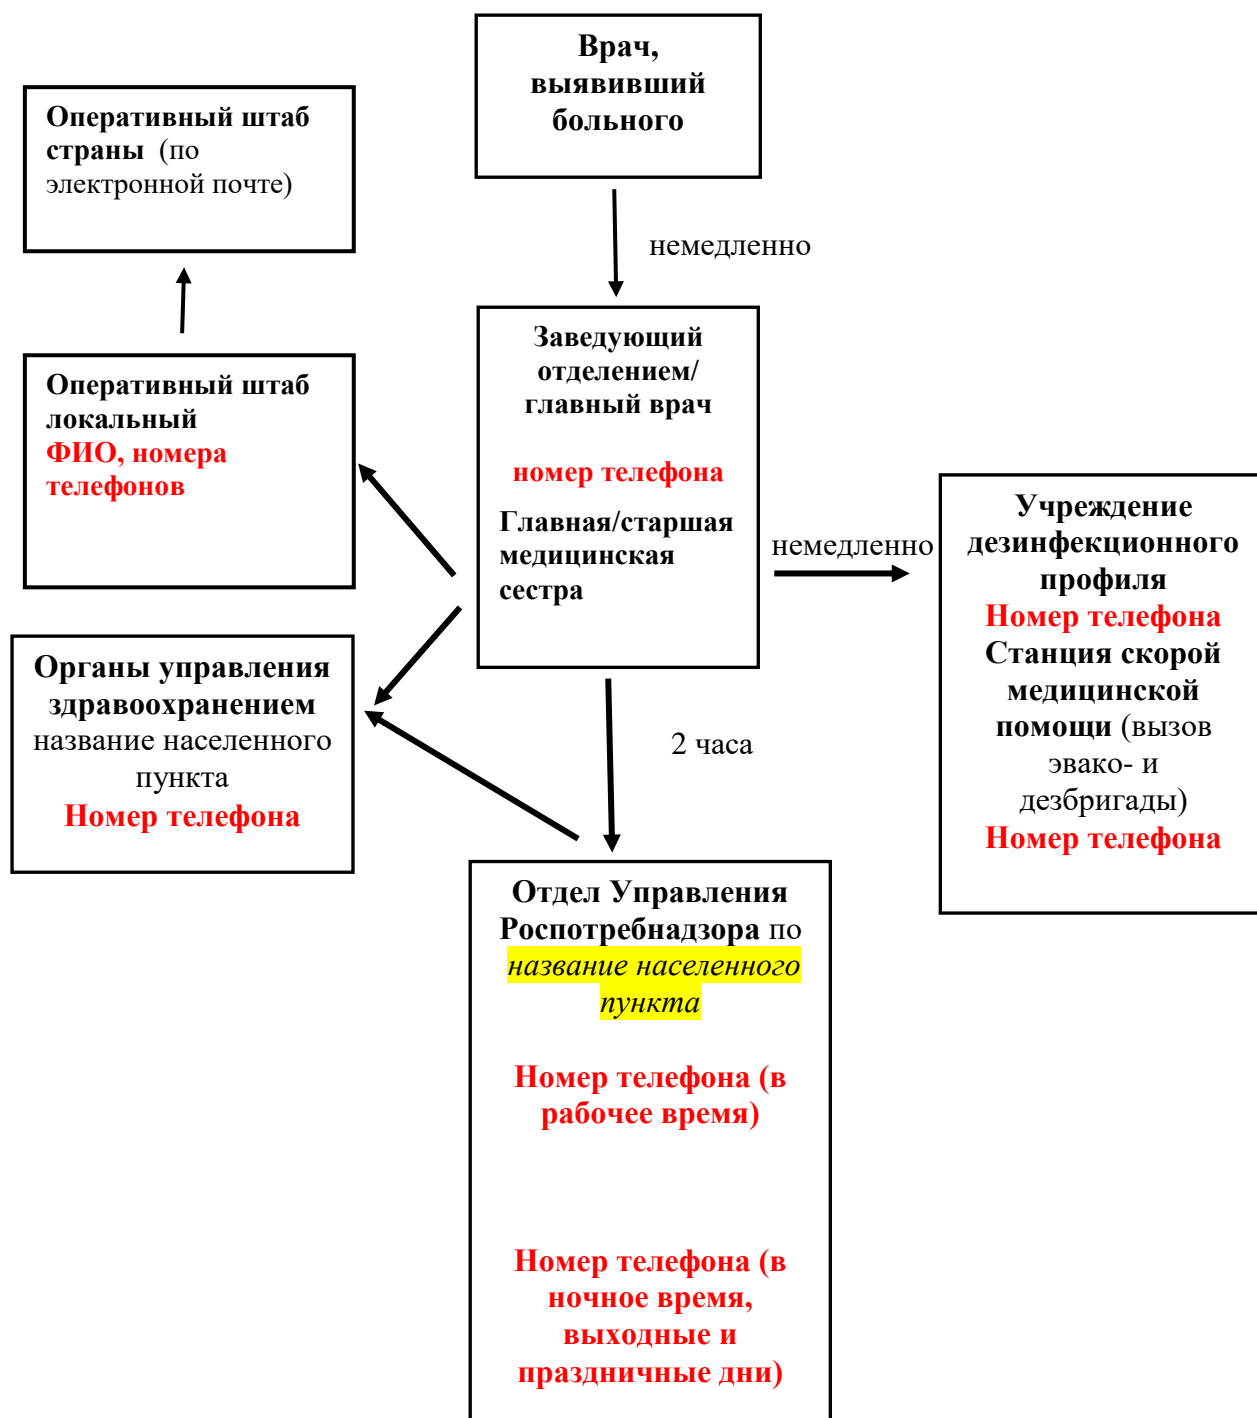 Врач,
выявивший
больного
Оперативный штаб
страны (по
электронной почте)
немедленно
Заведующий
отделением/
главный врач
номер телефона
Главная/старшая
медицинская
сестра
Оперативный штаб
локальный
ФИО, номера
телефонов
немедленно
Учреждение
дезинфекционного
профиля
Номер телефона
Станция скорой
медицинской
помощи (вызов
эвако- и
дезбригады)
Номер телефона
Органы управления
здравоохранением
название населенного
пункта
Номер телефона
2 часа
Отдел Управления
Роспотребнадзора по
название населенного
пункта
Номер телефона (в
рабочее время)
Номер телефона (в
ночное время,
выходные и
праздничные дни)